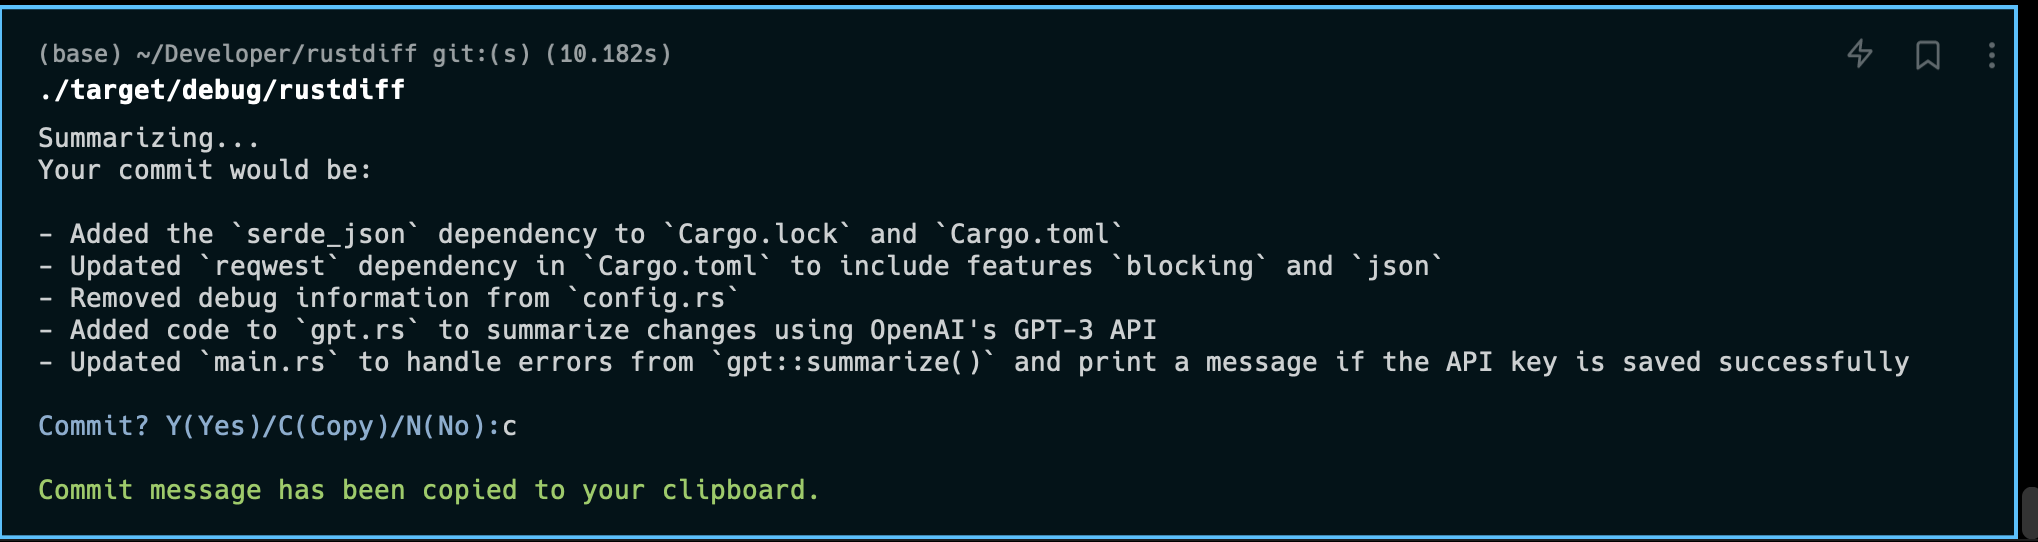 (base) ~/Developer/rustdiff git:(s) (10.182s)
./target/debug/rustdiff
Summarizing...
Your commit would be:
- Added the `serde_json` dependency to `Cargo.lock` and `Cargo.toml`
- Updated `reqwest` dependency in `Cargo.toml` to include features `blocking` and `json`
- Removed debug information from `config.rs`
- Added code to `gpt.rs` to summarize changes using OpenAI's GPT-3 API
- Updated `main.rs` to handle errors from `gpt::summarize()` and print a message if the API key is saved successfully
Commit? Y(Yes)/C(Copy)/N(No):c
Commit message has been copied to your clipboard.